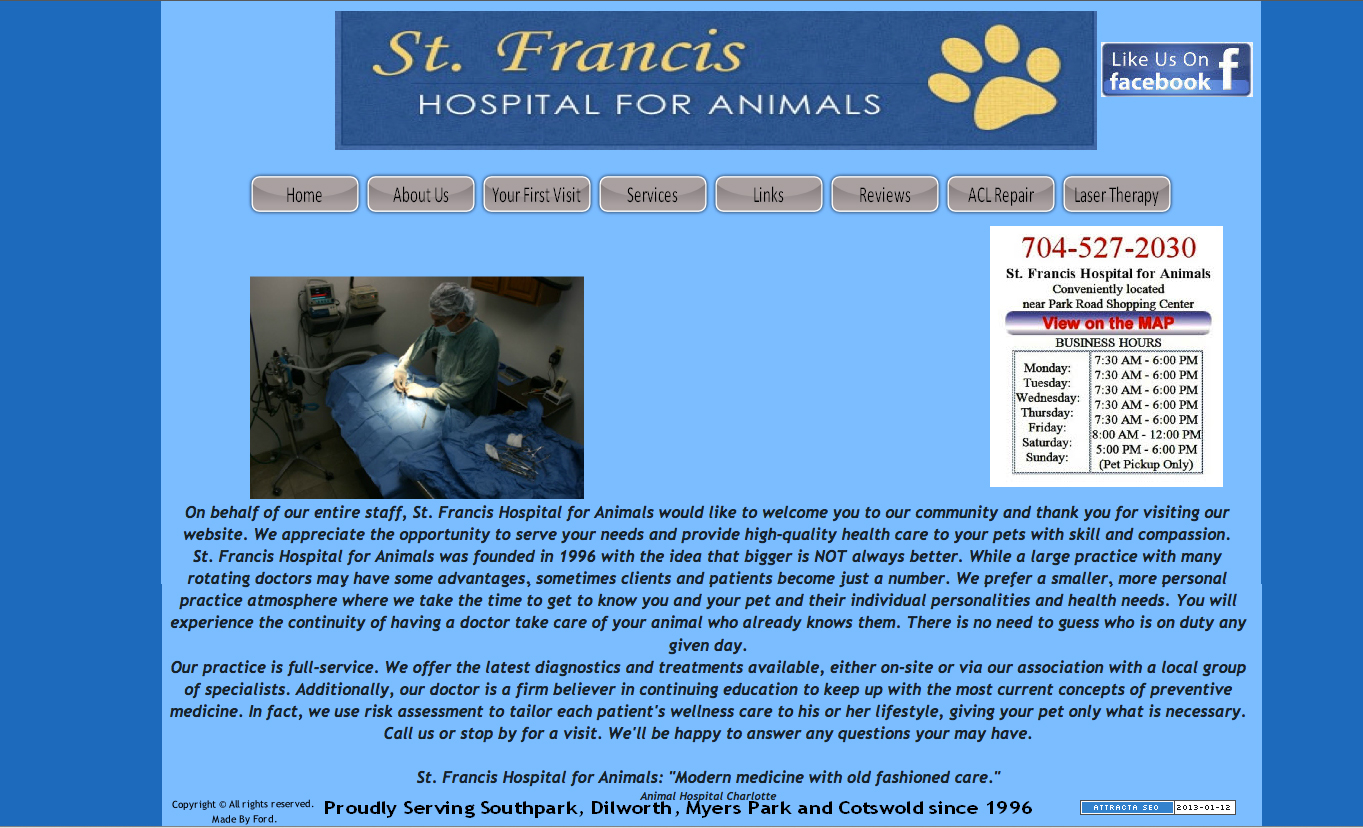 St. Francis
HOSPITAL FOR ANIMALS
Like Us On
facebook
Home
About Us
Your First Visit
Services
Links
Reviews
ACL Repair
Laser Therapy
704-527-2030
St. Francis Hospital for Animals
Conveniently located
near Park Road Shopping Center
View on the MAP
BUSINESS HOURS
Monday: 7:30 AM - 6:00 PM
Tuesday: 7:30 AM - 6:00 PM
Wednesday: 7:30 AM - 6:00 PM
Thursday: 7:30 AM - 6:00 PM
Friday: 7:30 AM - 6:00 PM
Saturday: 8:00 AM - 12:00 PM
Sunday: 5:00 PM - 6:00 PM
(Pet Pickup Only)
On behalf of our entire staff, St. Francis Hospital for Animals would like to welcome you to our community and thank you for visiting our
website. We appreciate the opportunity to serve your needs and provide high-quality health care to your pets with skill and compassion.
St. Francis Hospital for Animals was founded in 1996 with the idea that bigger is NOT always better. While a large practice with many
rotating doctors may have some advantages, sometimes clients and patients become just a number. We prefer a smaller, more personal
practice atmosphere where we take the time to get to know you and your pet and their individual personalities and health needs. You will
experience the continuity of having a doctor take care of your animal who already knows them. There is no need to guess who is on duty any
given day.
Our practice is full-service. We offer the latest diagnostics and treatments available, either on-site or via our association with a local group
of specialists. Additionally, our doctor is a firm believer in continuing education to keep up with the most current concepts of preventive
medicine. In fact, we use risk assessment to tailor each patient's wellness care to his or her lifestyle, giving your pet only what is necessary.
Call us or stop by for a visit. We'll be happy to answer any questions your may have.
St. Francis Hospital for Animals: "Modern medicine with old fashioned care."
Animal Hospital Charlotte
Copyright © All rights reserved.
Made By Ford.
Proudly Serving Southpark, Dilworth, Myers Park and Cotswold since 1996
ATTRACTA SEO 2013-01-12